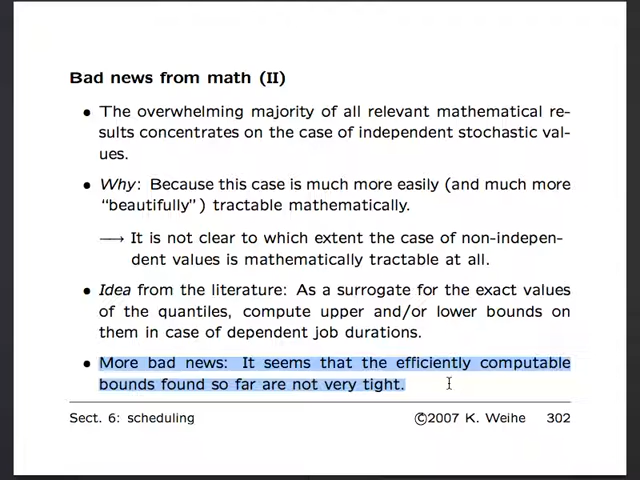 Bad news from math (II)
• The overwhelming majority of all relevant mathematical re-
sults concentrates on the case of independent stochastic val-
ues.
• Why: Because this case is much more easily (and much more
“beautifully”) tractable mathematically.
⟶ It is not clear to which extent the case of non-indepen-
dent values is mathematically tractable at all.
• Idea from the literature: As a surrogate for the exact values
of the quantiles, compute upper and/or lower bounds on
them in case of dependent job durations.
• More bad news: It seems that the efficiently computable
bounds found so far are not very tight.
Sect. 6: scheduling ©2007 K. Weihe 302